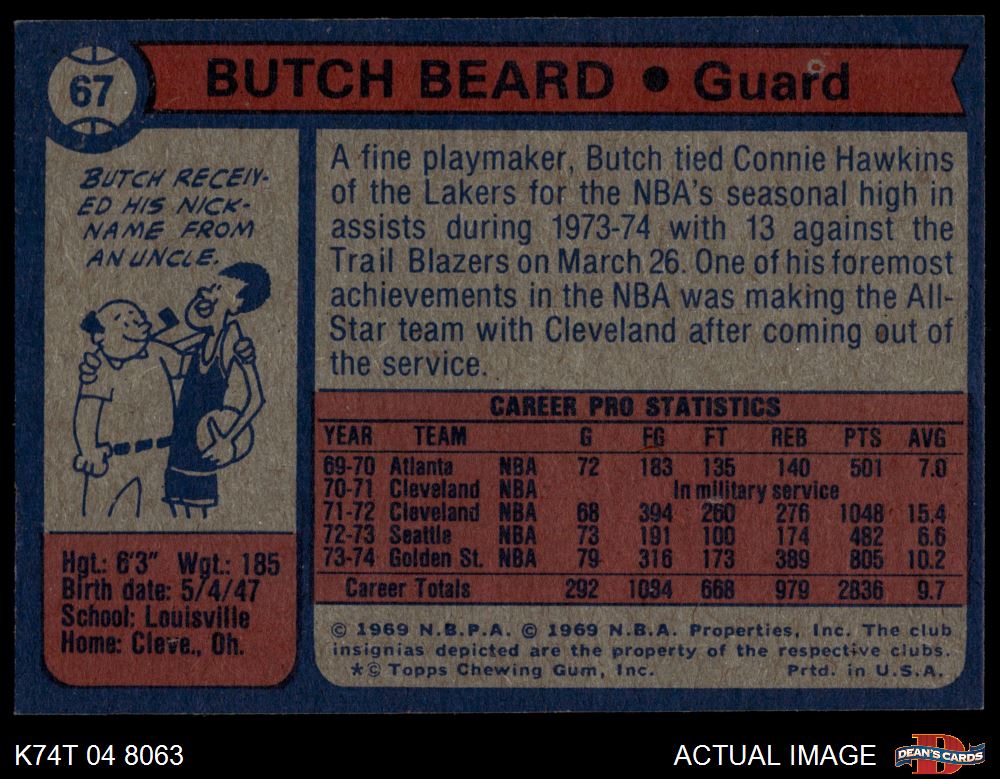 67
BUTCH BEARD • Guard
BUTCH RECEIV-
ED HIS NICK-
NAME FROM
AN UNCLE.
A fine playmaker, Butch tied Connie Hawkins
of the Lakers for the NBA's seasonal high in
assists during 1973-74 with 13 against the
Trail Blazers on March 26. One of his foremost
achievements in the NBA was making the All-
Star team with Cleveland after coming out of
the service.
CAREER PRO STATISTICS
YEAR TEAM G FG FT REB PTS AVG
69-70 Atlanta NBA 72 183 135 140 501 7.0
70-71 Cleveland NBA In military service
71-72 Cleveland NBA 68 394 260 276 1048 15.4
72-73 Seattle NBA 73 191 100 174 482 6.6
73-74 Golden St. NBA 79 316 173 389 805 10.2
Career Totals 292 1084 668 979 2836 9.7
Hgt: 6'3" Wgt: 185
Birth date: 5/4/47
School: Louisville
Home: Cleve., Oh.
© 1969 N.B.P.A. © 1969 N.B.A. Properties, Inc. The club
insignias depicted are the property of the respective clubs.
*© Topps Chewing Gum, Inc. Prtd. in U.S.A.
K74T 04 8063
ACTUAL IMAGE
DEAN'S CARDS